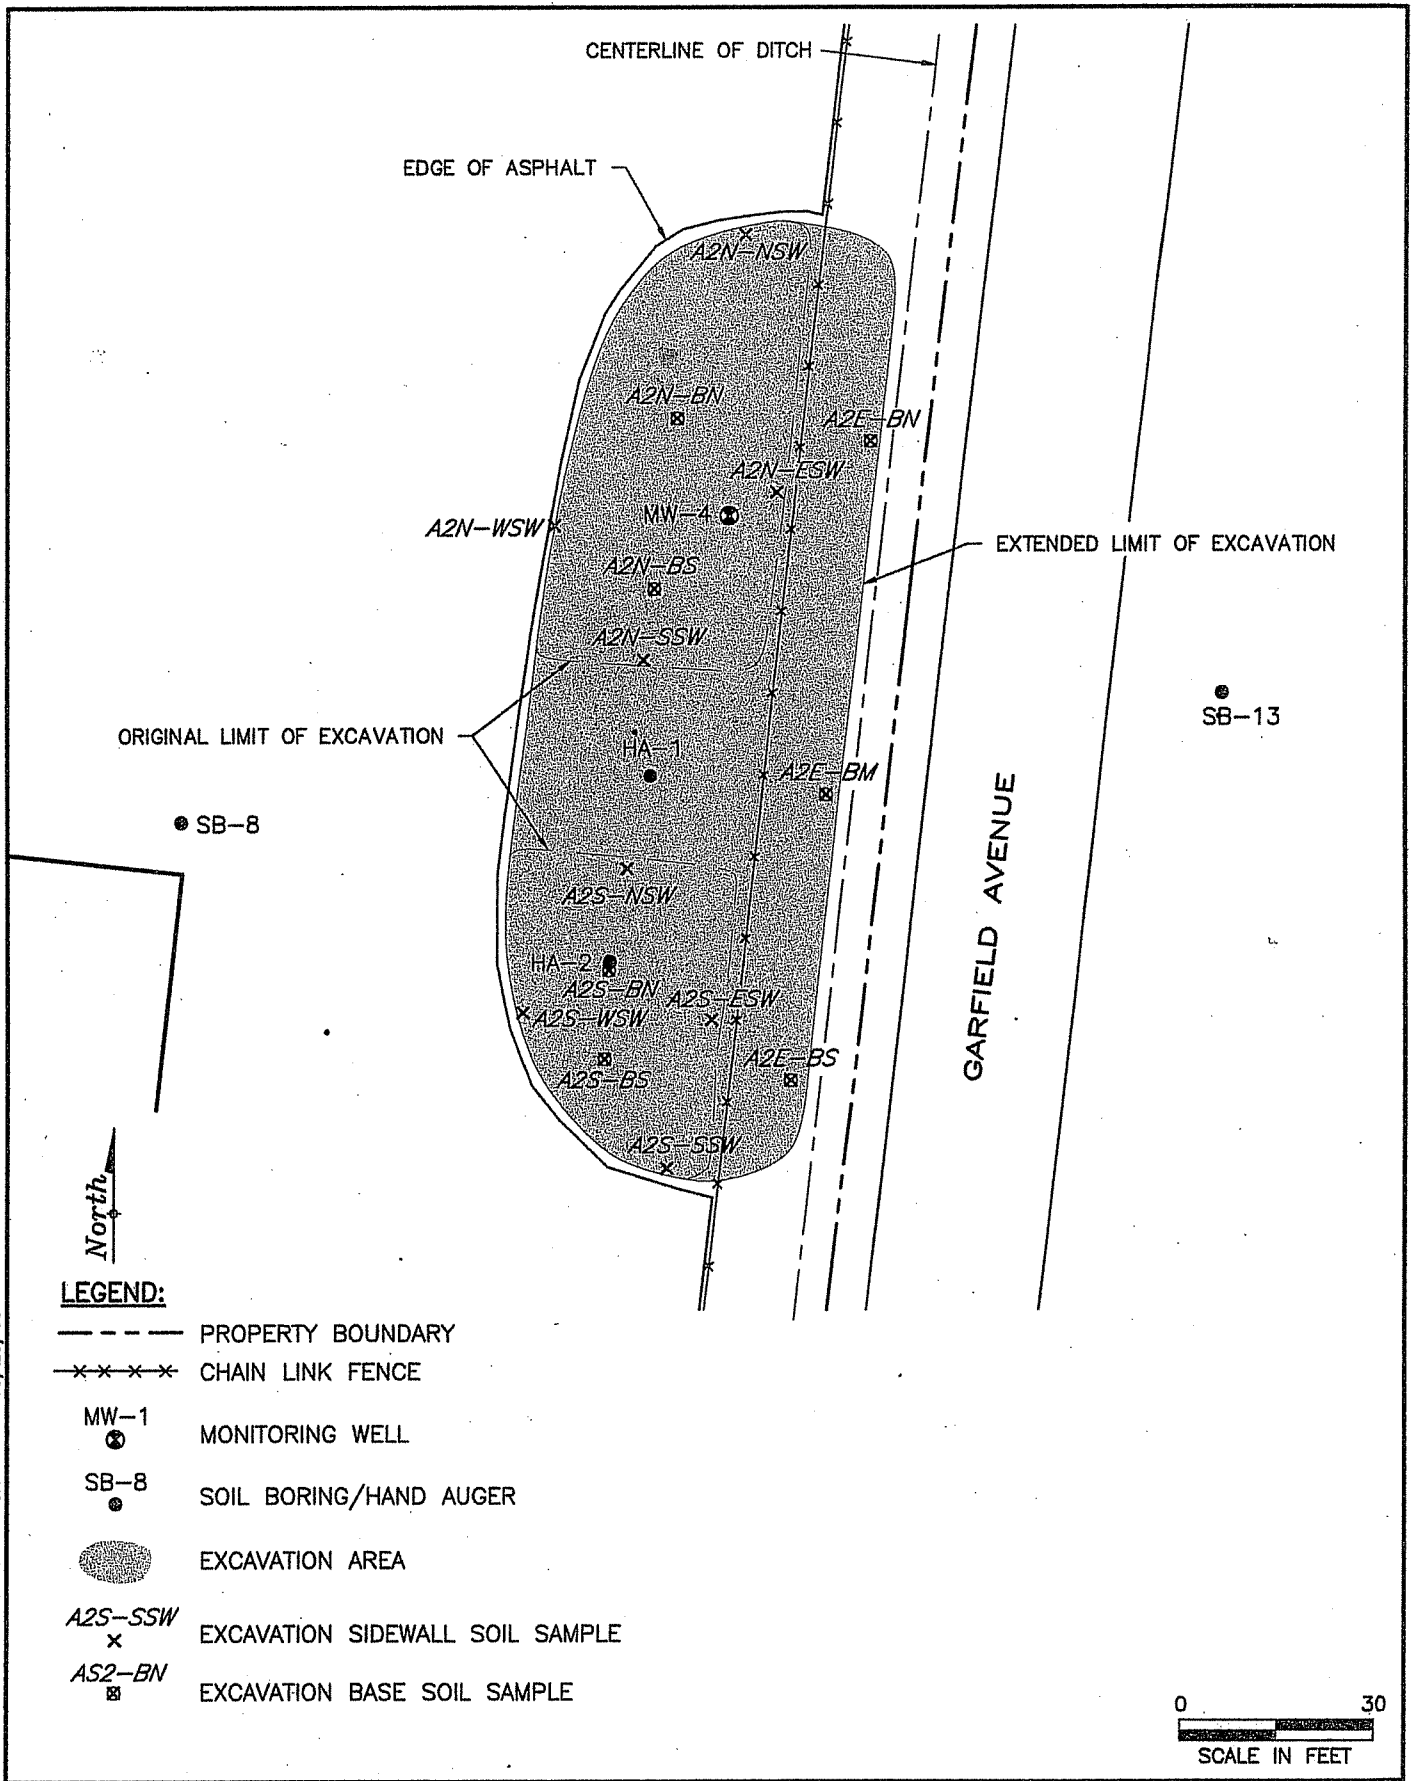 CENTERLINE OF DITCH
EDGE OF ASPHALT
A2N-NSW
A2N-BN
A2E-BN
A2N-ESW
MW-4
A2N-WSW
EXTENDED LIMIT OF EXCAVATION
A2N-BS
A2N-SSW
SB-13
ORIGINAL LIMIT OF EXCAVATION
HA-1
A2E-BM
SB-8
GARFIELD AVENUE
A2S-NSW
HA-2
A2S-BN
A2S-ESW
A2S-WSW
A2E-BS
A2S-BS
A2S-SSW
North
LEGEND:
PROPERTY BOUNDARY
CHAIN LINK FENCE
MW-1
MONITORING WELL
SB-8
SOIL BORING/HAND AUGER
EXCAVATION AREA
A2S-SSW
EXCAVATION SIDEWALL SOIL SAMPLE
AS2-BN
EXCAVATION BASE SOIL SAMPLE
0 30
SCALE IN FEET